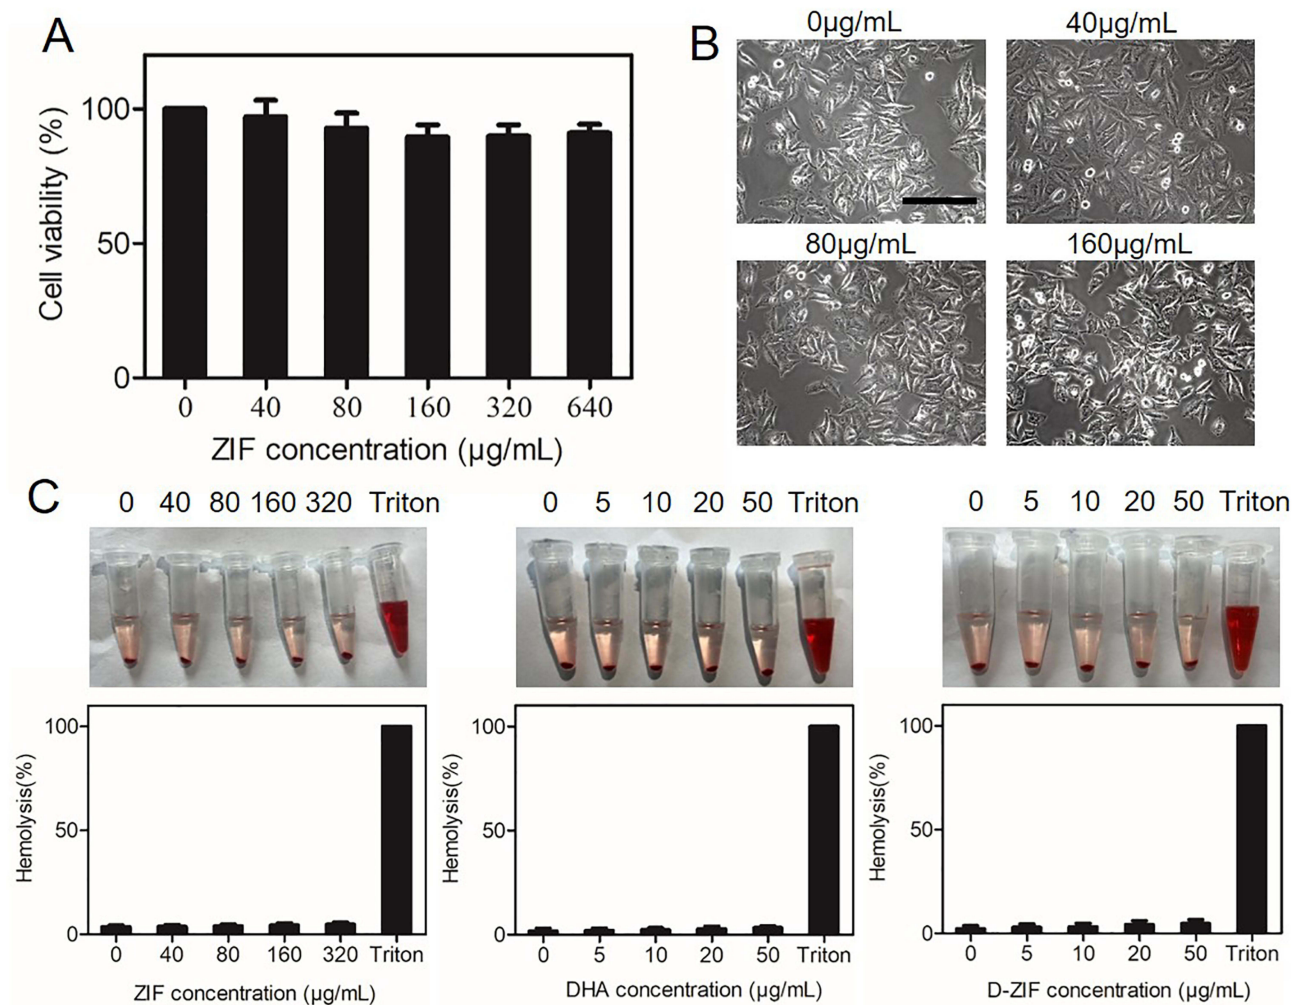 A
Cell viability (%)
100
50
0
0 40 80 160 320 640
ZIF concentration (µg/mL)
B
0µg/mL 40µg/mL
80µg/mL 160µg/mL
C
0 40 80 160 320 Triton
0 5 10 20 50 Triton
0 5 10 20 50 Triton
Hemolysis(%)
100
50
0
0 40 80 160 320 Triton
ZIF concentration (µg/mL)
Hemolysis(%)
100
50
0
0 5 10 20 50 Triton
DHA concentration (µg/mL)
Hemolysis(%)
100
50
0
0 5 10 20 50 Triton
D-ZIF concentration (µg/mL)